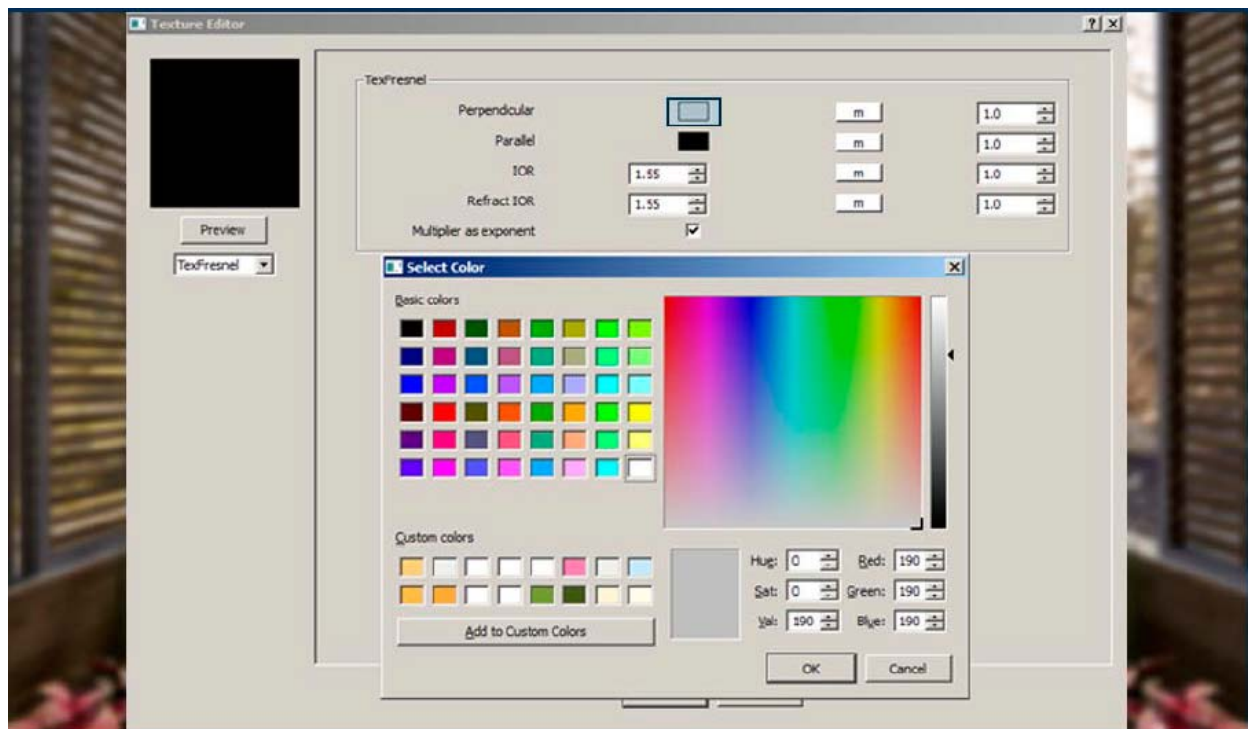 Texture Editor
TexFresnel
Perpendicular m 1.0
Parallel m 1.0
IOR 1.55 m 1.0
Refract IOR 1.55 m 1.0
Multiplier as exponent
Preview
TexFresnel
Select Color
Basic colors
Custom colors
Hue: 0 Red: 190
Sat: 0 Green: 190
Val: 190 Blue: 190
Add to Custom Colors
OK Cancel